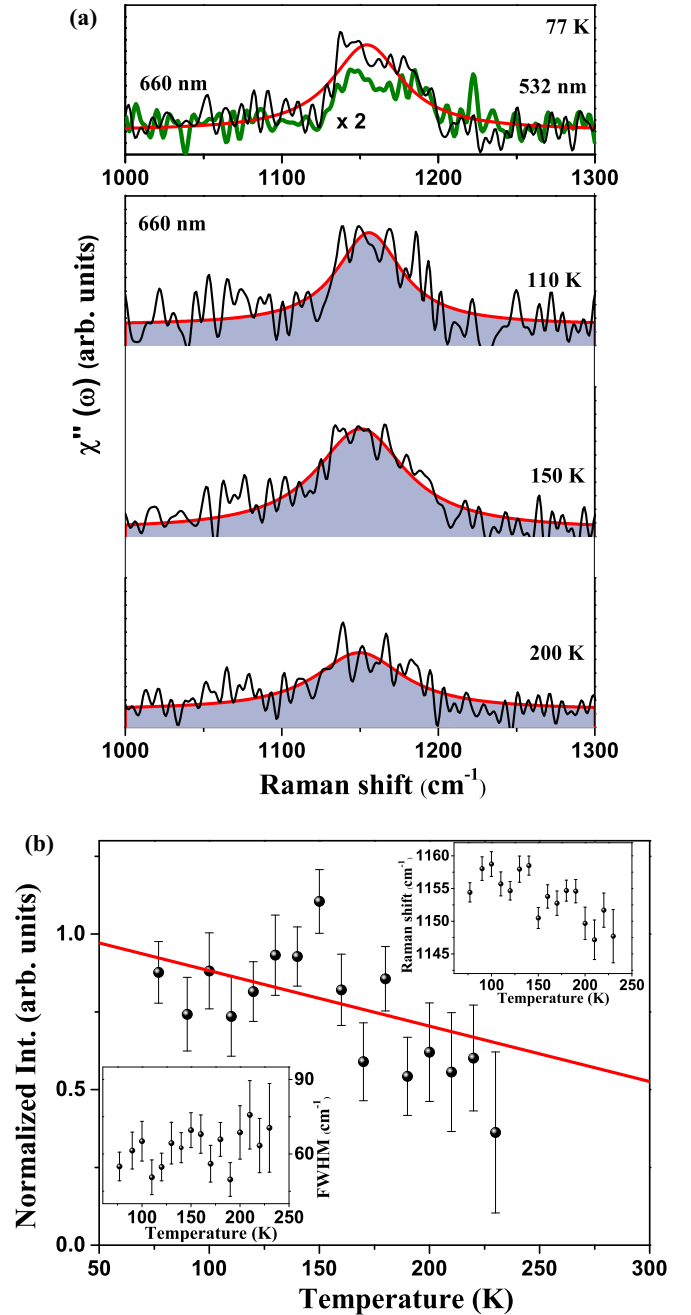 (a)
77 K
660 nm
532 nm
x 2
1000 1100 1200 1300
660 nm
110 K
150 K
200 K
χ'' (ω) (arb. units)
1000 1100 1200 1300
Raman shift (cm-1)
(b)
Normalized Int. (arb. units)
1.0
0.5
0.0
Raman shift (cm-1)
1160
1155
1150
1145
100 150 200 250
Temperature (K)
90
60
FWHM (cm-1)
100 150 200 250
Temperature (K)
50 100 150 200 250 300
Temperature (K)